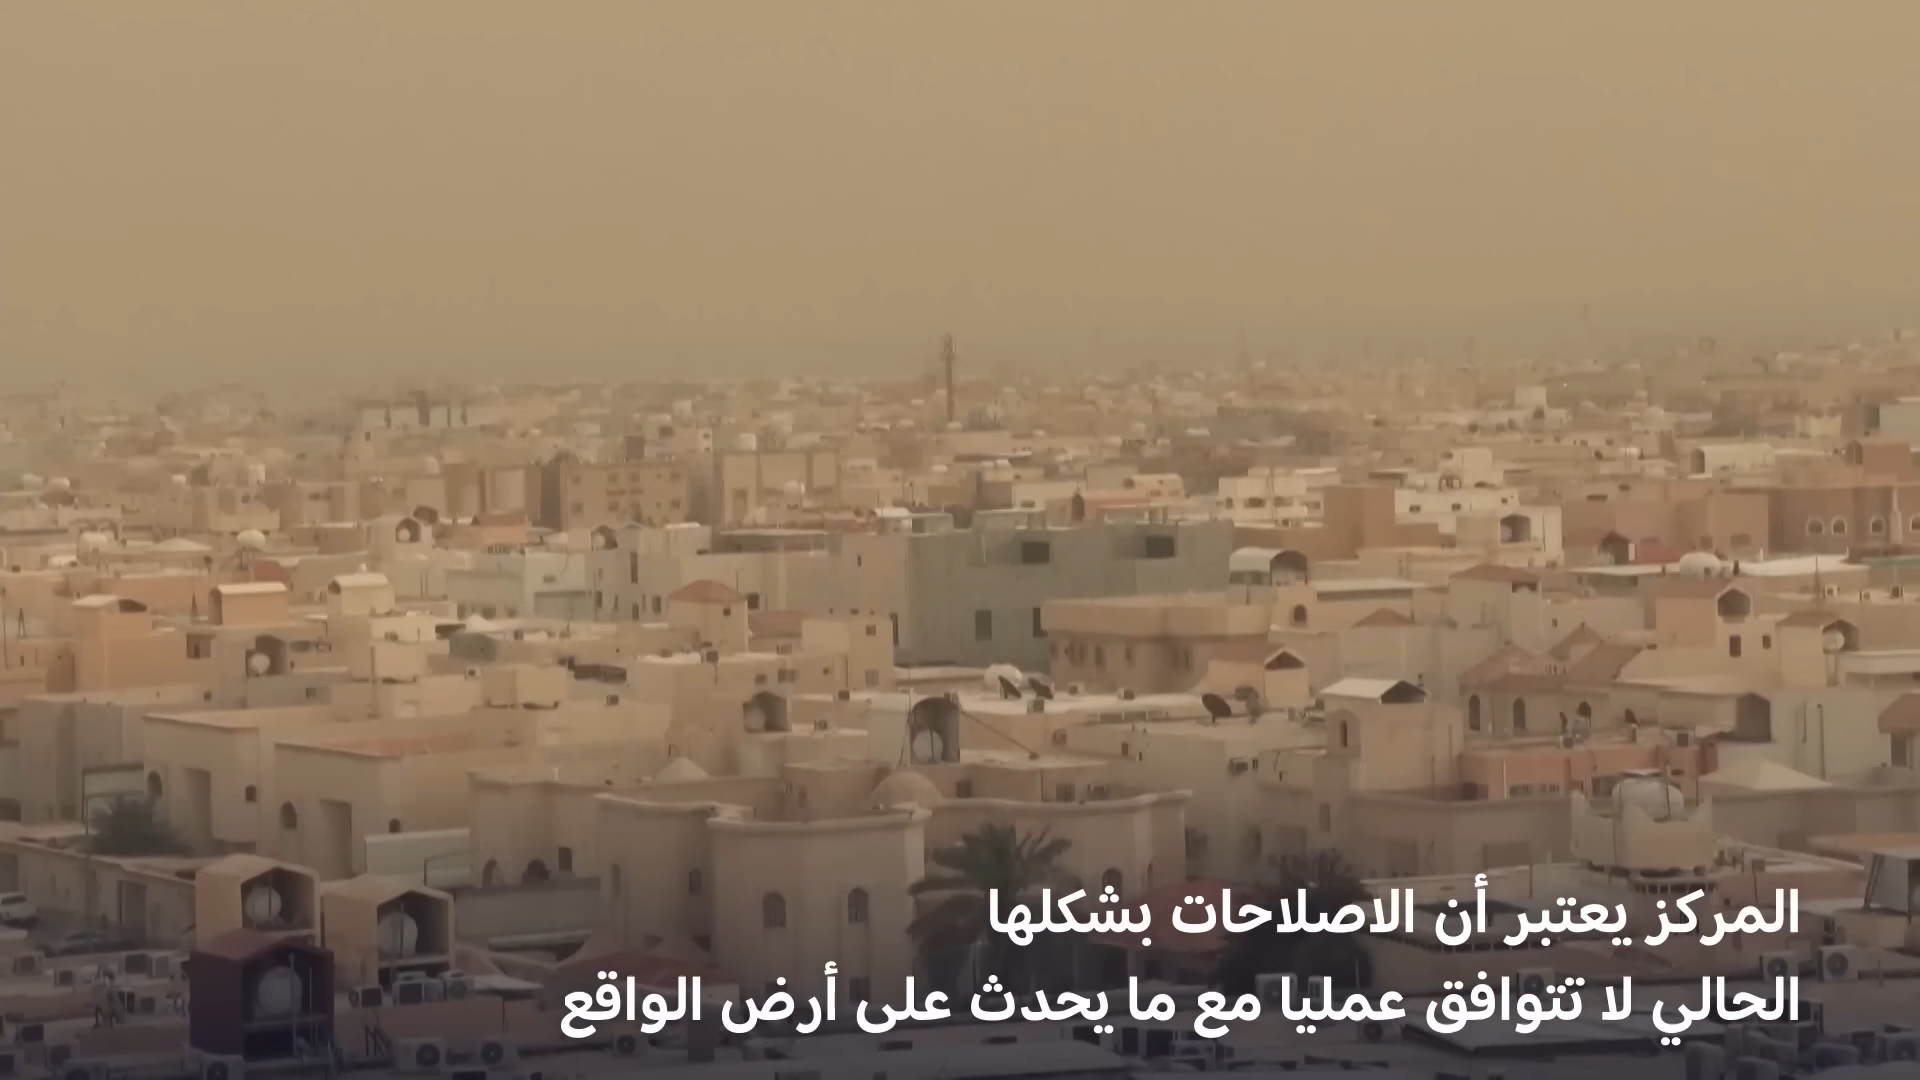 المركز يعتبر أن الاصلاحات بشكلها
الحالي لا تتوافق عمليا مع ما يحدث على أرض الواقع